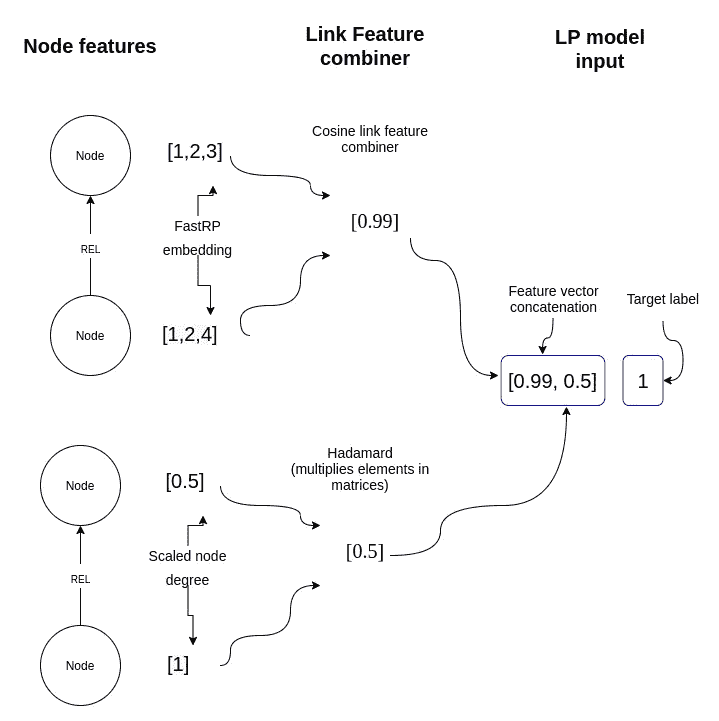 Node features
Link Feature
combiner
LP model
input
Cosine link feature
combiner
Node
[1,2,3]
[0.99]
FastRP
embedding
REL
Feature vector
concatenation
Target label
Node
[1,2,4]
[0.99, 0.5]
1
Hadamard
(multiplies elements in
matrices)
Node
[0.5]
[0.5]
Scaled node
degree
REL
Node
[1]